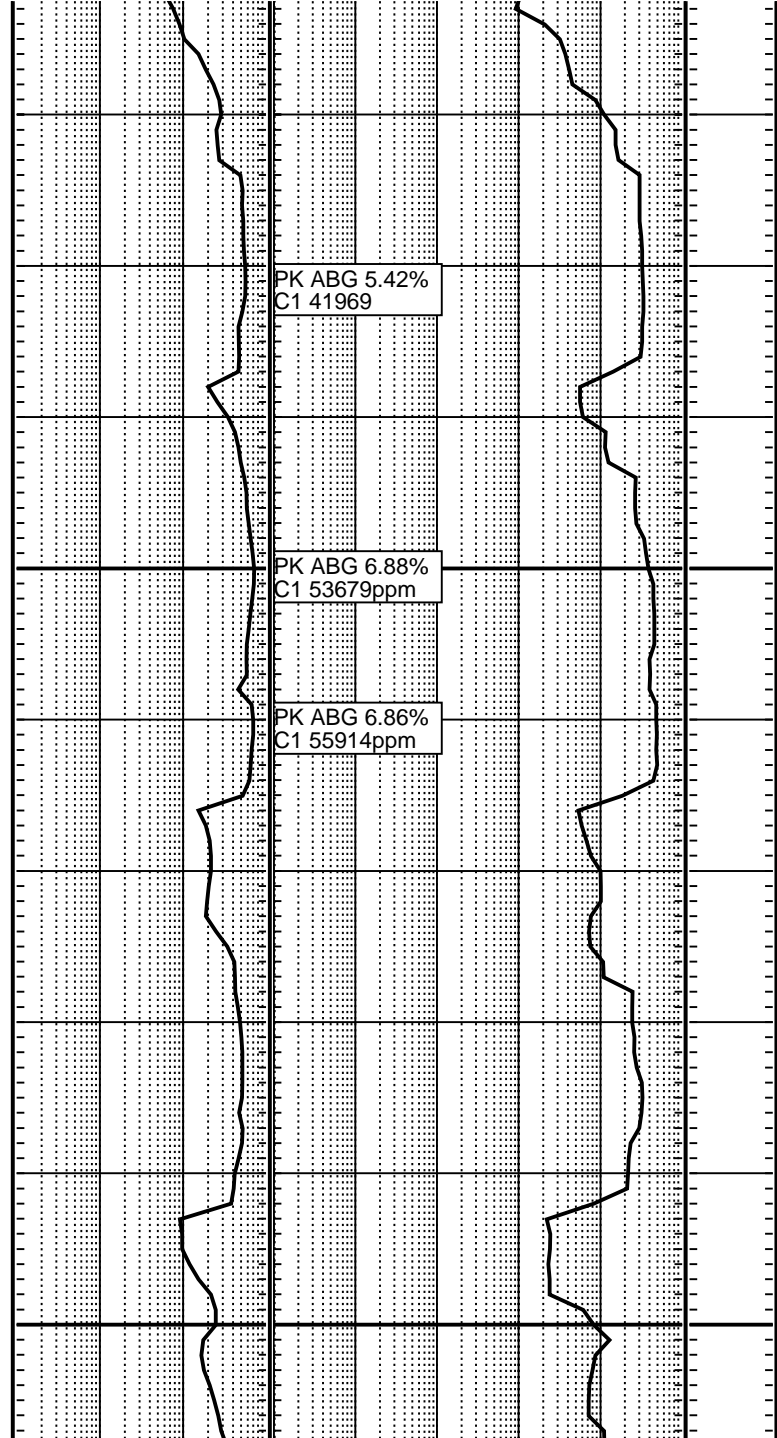 PK ABG 5.42%
C1 41969
PK ABG 6.88%
C1 53679ppm
PK ABG 6.86%
C1 55914ppm